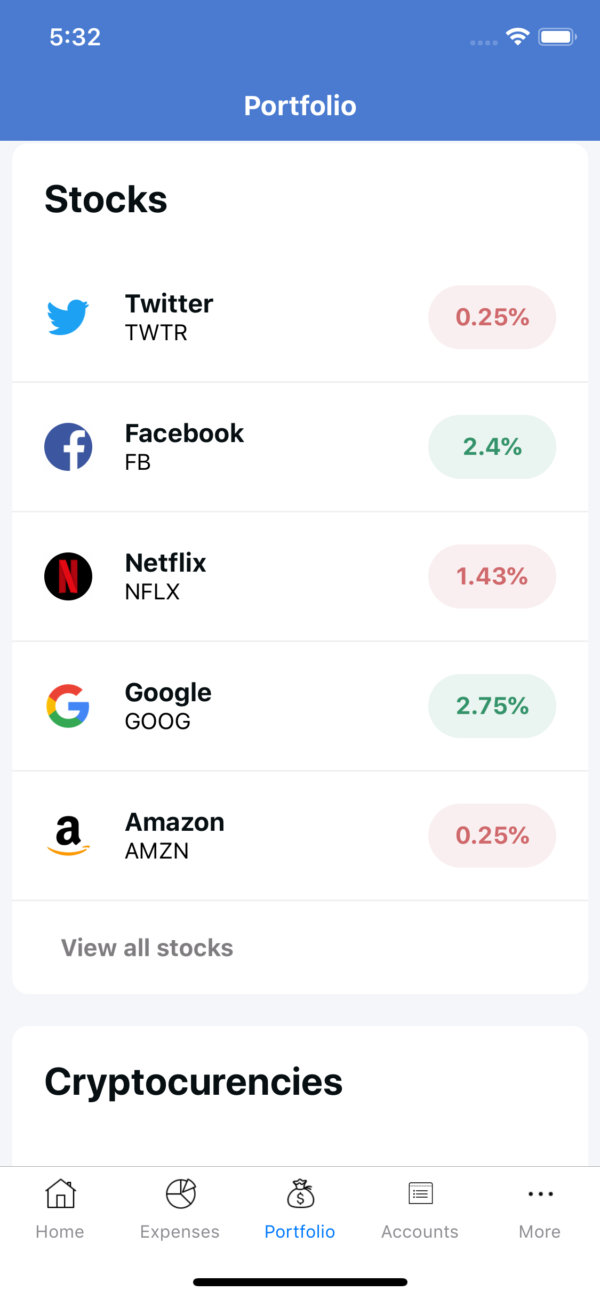 5:32
Portfolio
Stocks
Twitter
TWTR
0.25%
Facebook
FB
2.4%
Netflix
NFLX
1.43%
Google
GOOG
2.75%
Amazon
AMZN
0.25%
View all stocks
Cryptocurencies
Home Expenses Portfolio Accounts More